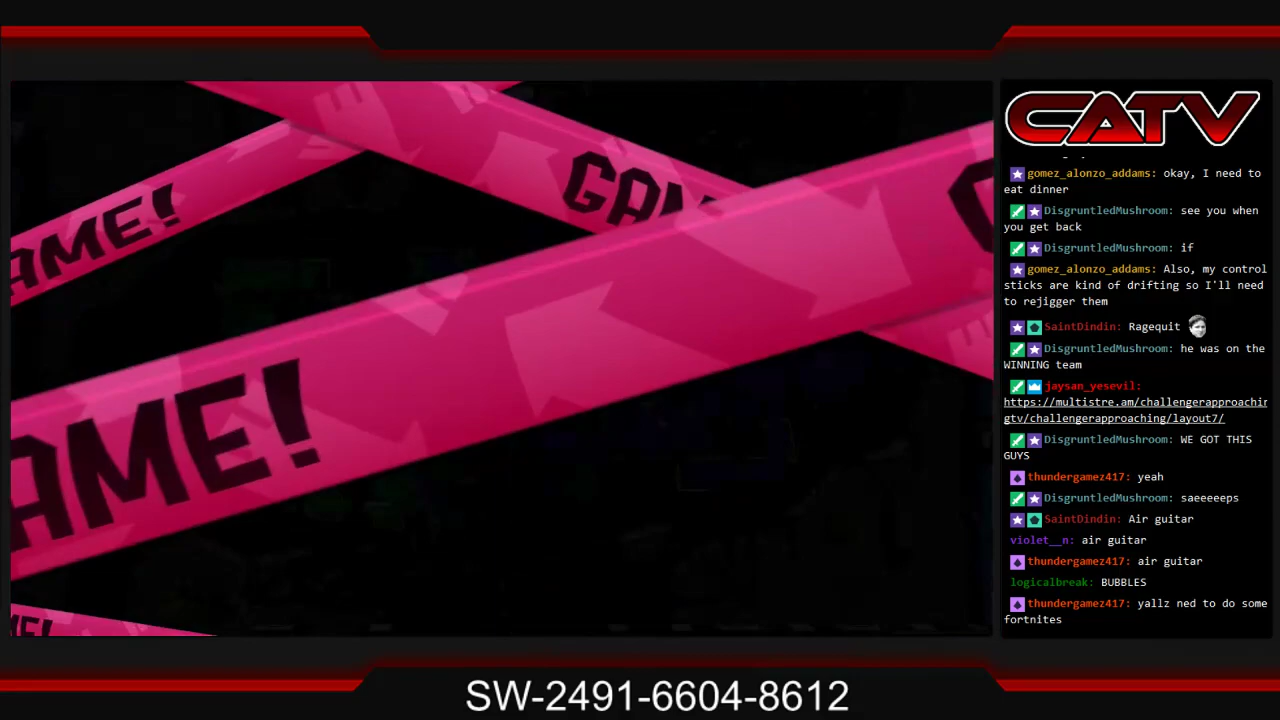 GAME!
GAM
AME!
AME!
CATV
gomez_alonzo_addams: okay, I need to
eat dinner
DisgruntledMushroom: see you when
you get back
DisgruntledMushroom: if
gomez_alonzo_addams: Also, my control
sticks are kind of drifting so I'll need
to rejigger them
SaintDindin: Ragequit
DisgruntledMushroom: he was on the
WINNING team
jaysan_yesevil:
https://multistre.am/challengerapproachin
gtv/challengerapproaching/layout7/
DisgruntledMushroom: WE GOT THIS
GUYS
thundergamez417: yeah
DisgruntledMushroom: saeeeeeps
SaintDindin: Air guitar
violet__n: air guitar
thundergamez417: air guitar
logicalbreak: BUBBLES
thundergamez417: yallz ned to do some
fortnites
SW-2491-6604-8612